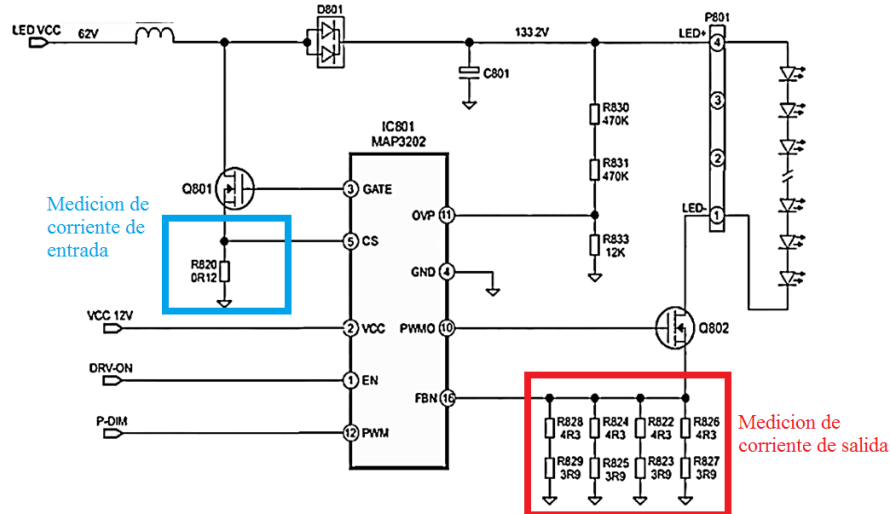 LED VCC
62V
D801
133.2V
P801
LED+
4
C801
R830
470K
3
IC801
MAP3202
R831
470K
2
Q801
3
GATE
Medicion de
corriente de
entrada
OVP
11
LED-
1
5
CS
R833
12K
R820
0R12
GND
4
VCC 12V
2
VCC
PWMO
10
Q802
DRV-ON
1
EN
FBN
16
P-DIM
12
PWM
R828
4R3
R824
4R3
R822
4R3
R826
4R3
R829
3R9
R825
3R9
R823
3R9
R827
3R9
Medicion de
corriente de salida